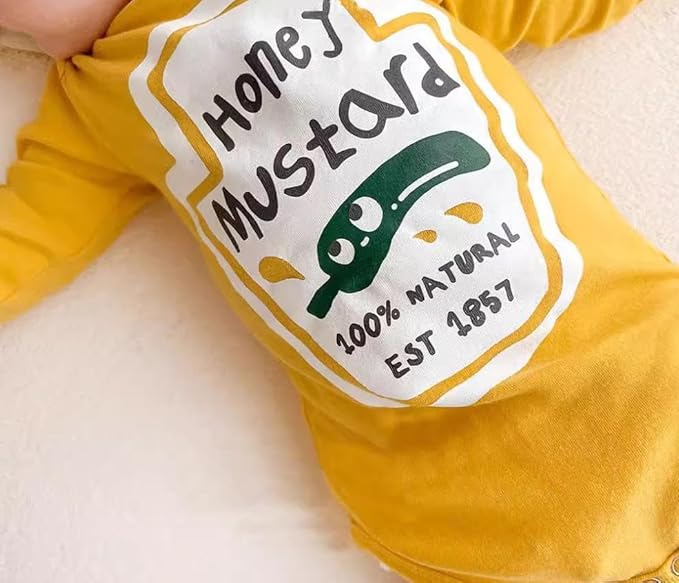 Honey
Mustard
100% NATURAL
EST 1857